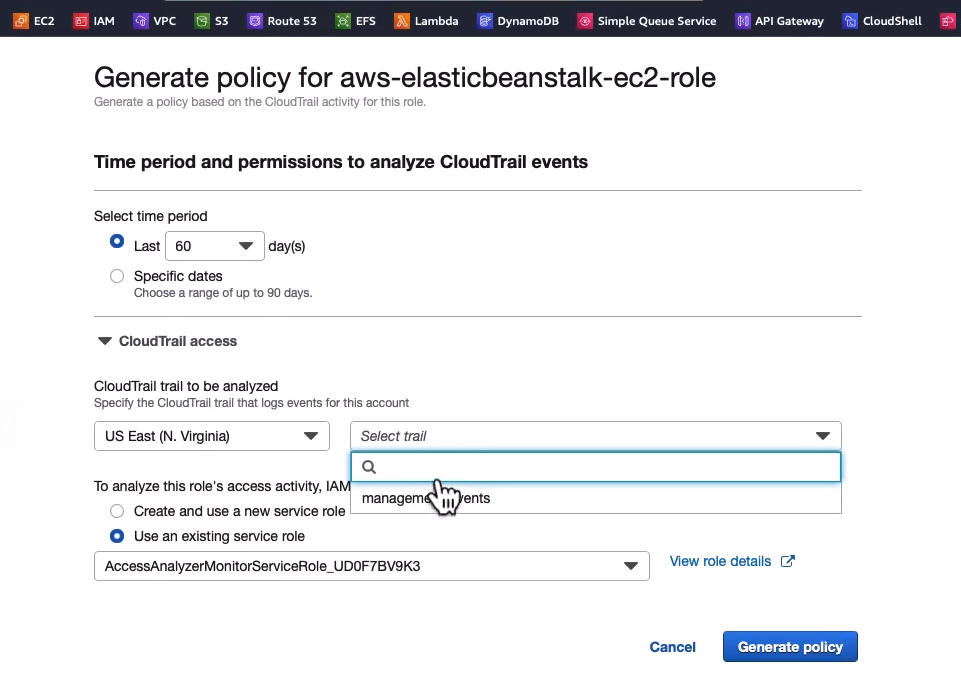 EC2 IAM VPC S3 Route 53 EFS Lambda DynamoDB Simple Queue Service API Gateway CloudShell
Generate policy for aws-elasticbeanstalk-ec2-role
Generate a policy based on the CloudTrail activity for this role.
Time period and permissions to analyze CloudTrail events
Select time period
Last 60 day(s)
Specific dates
Choose a range of up to 90 days.
CloudTrail access
CloudTrail trail to be analyzed
Specify the CloudTrail trail that logs events for this account
US East (N. Virginia) Select trail
To analyze this role's access activity, IAM
management-events
Create and use a new service role
Use an existing service role
AccessAnalyzerMonitorServiceRole_UD0F7BV9K3 View role details
Cancel Generate policy